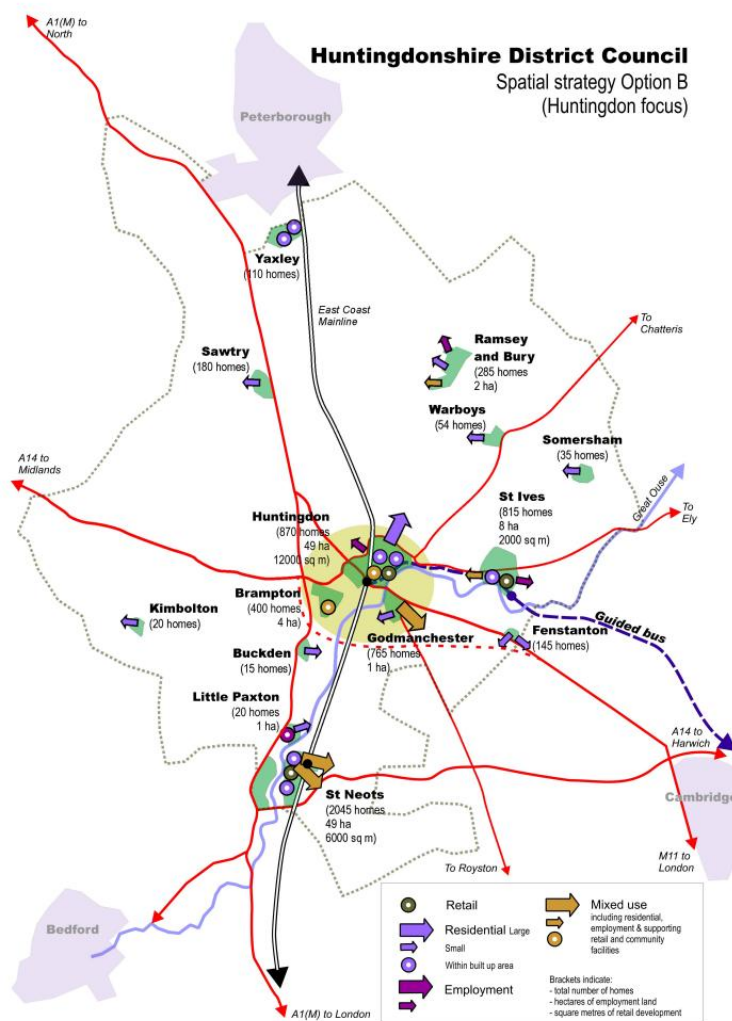 A1(M) to
North
Huntingdonshire District Council
Spatial strategy Option B
(Huntingdon focus)
Peterborough
Yaxley
(110 homes)
East Coast
Mainline
To
Chatteris
Sawtry
(180 homes)
Ramsey
and Bury
(285 homes
2 ha)
Warboys
(54 homes)
Somersham
(35 homes)
A14 to
Midlands
Great Ouse
To
Ely
St Ives
(815 homes
8 ha
2000 sq m)
Huntingdon
(870 homes
49 ha
12000 sq m)
Brampton
(400 homes
4 ha)
Kimbolton
(20 homes)
Godmanchester
(765 homes
1 ha)
Fenstanton
(145 homes)
Guided bus
Buckden
(15 homes)
Little Paxton
(20 homes
1 ha)
A14 to
Harwich
St Neots
(2045 homes
49 ha
6000 sq m)
Cambridge
To Royston
M11 to
London
Bedford
A1(M) to London
Retail
Residential Large
Small
Within built up area
Employment
Mixed use
including residential,
employment & supporting
retail and community
facilities
Brackets indicate:
- total number of homes
- hectares of employment land
- square metres of retail development